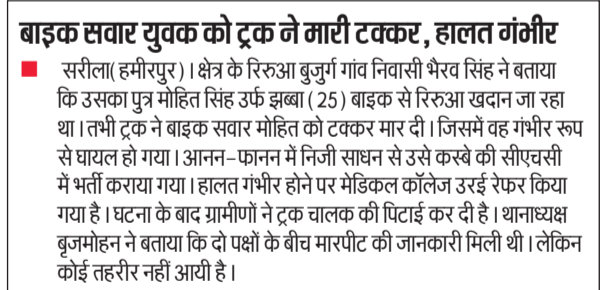 बाइक सवार युवक को ट्रक ने मारी टक्कर, हालत गंभीर
सरीला(हमीरपुर)। क्षेत्र के रिरुआ बुजुर्ग गांव निवासी भैरव सिंह ने बताया
कि उसका पुत्र मोहित सिंह उर्फ झब्बा (25) बाइक से रिरुआ खदान जा रहा
था। तभी ट्रक ने बाइक सवार मोहित को टक्कर मार दी। जिसमें वह गंभीर रूप
से घायल हो गया। आनन-फानन में निजी साधन से उसे कस्बे की सीएचसी
में भर्ती कराया गया। हालत गंभीर होने पर मेडिकल कॉलेज उरई रेफर किया
गया है। घटना के बाद ग्रामीणों ने ट्रक चालक की पिटाई कर दी है। थानाध्यक्ष
बृजमोहन ने बताया कि दो पक्षों के बीच मारपीट की जानकारी मिली थी। लेकिन
कोई तहरीर नहीं आयी है।